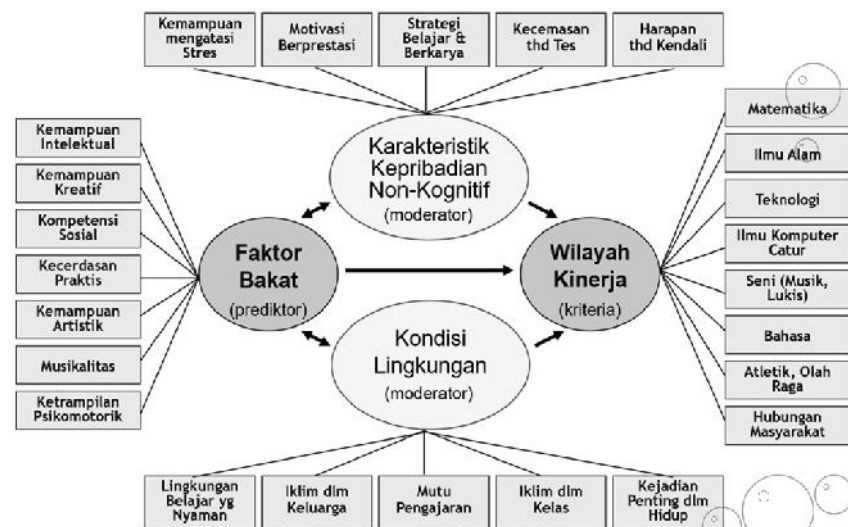 Kemampuan
mengatasi
Stres
Motivasi
Berprestasi
Strategi
Belajar &
Berkarya
Kecemasan
thd Tes
Harapan
thd Kendali
Kemampuan
Intelektual
Kemampuan
Kreatif
Kompetensi
Sosial
Kecerdasan
Praktis
Kemampuan
Artistik
Musikalitas
Ketrampilan
Psikomotorik
Karakteristik
Kepribadian
Non-Kognitif
(moderator)
Faktor
Bakat
(prediktor)
Wilayah
Kinerja
(kriteria)
Kondisi
Lingkungan
(moderator)
Matematika
Ilmu Alam
Teknologi
Ilmu Komputer
Catur
Seni (Musik,
Lukis)
Bahasa
Atletik, Olah
Raga
Hubungan
Masyarakat
Lingkungan
Belajar yg
Nyaman
Iklim dlm
Keluarga
Mutu
Pengajaran
Iklim dlm
Kelas
Kejadian
Penting dlm
Hidup